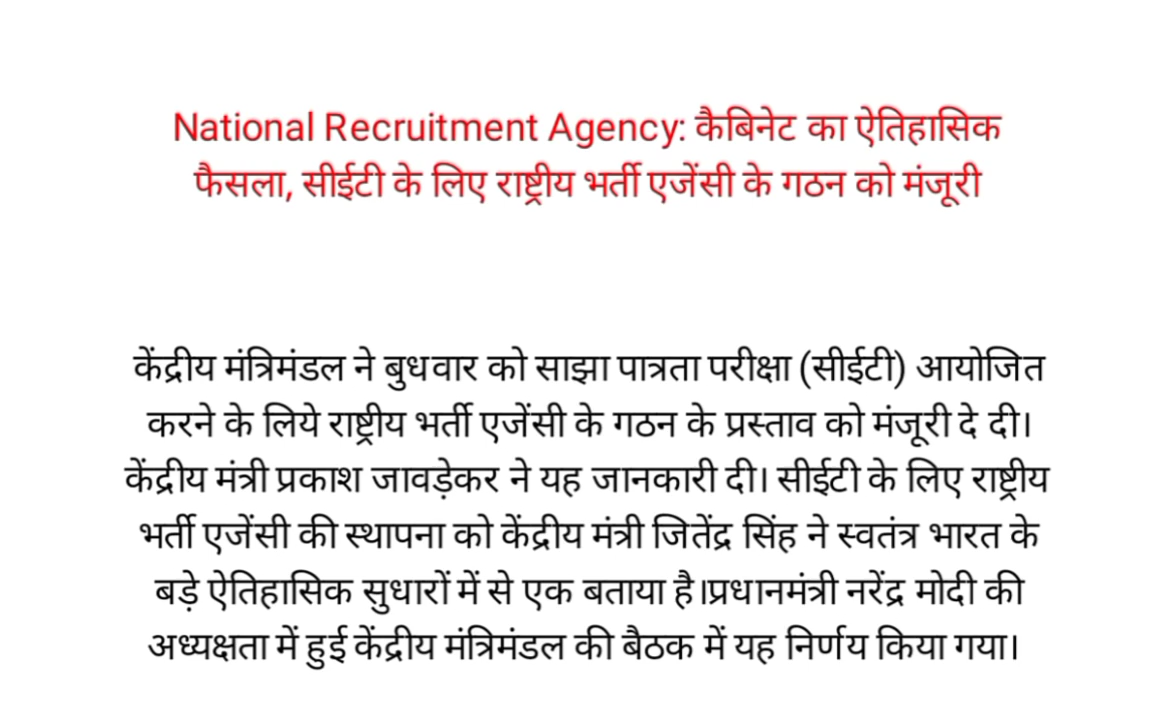 National Recruitment Agency: कैबिनेट का ऐतिहासिक
फैसला, सीईटी के लिए राष्ट्रीय भर्ती एजेंसी के गठन को मंजूरी
केंद्रीय मंत्रिमंडल ने बुधवार को साझा पात्रता परीक्षा (सीईटी) आयोजित
करने के लिये राष्ट्रीय भर्ती एजेंसी के गठन के प्रस्ताव को मंजूरी दे दी।
केंद्रीय मंत्री प्रकाश जावड़ेकर ने यह जानकारी दी। सीईटी के लिए राष्ट्रीय
भर्ती एजेंसी की स्थापना को केंद्रीय मंत्री जितेंद्र सिंह ने स्वतंत्र भारत के
बड़े ऐतिहासिक सुधारों में से एक बताया है।प्रधानमंत्री नरेंद्र मोदी की
अध्यक्षता में हुई केंद्रीय मंत्रिमंडल की बैठक में यह निर्णय किया गया।